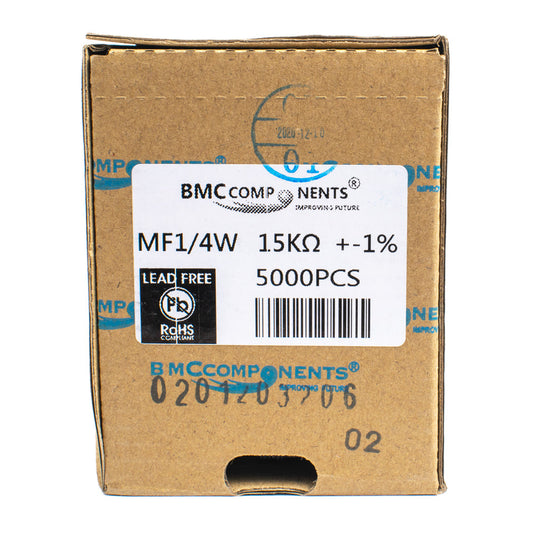 2020-12-10
BMCCOMPONENTS®
IMPROVING FUTURE
MF1/4W 15KΩ +-1%
LEAD FREE
Pb
RoHS
COMPLIANT
5000PCS
BMCCOMPONENTS®
IMPROVING FUTURE
0201203206
02